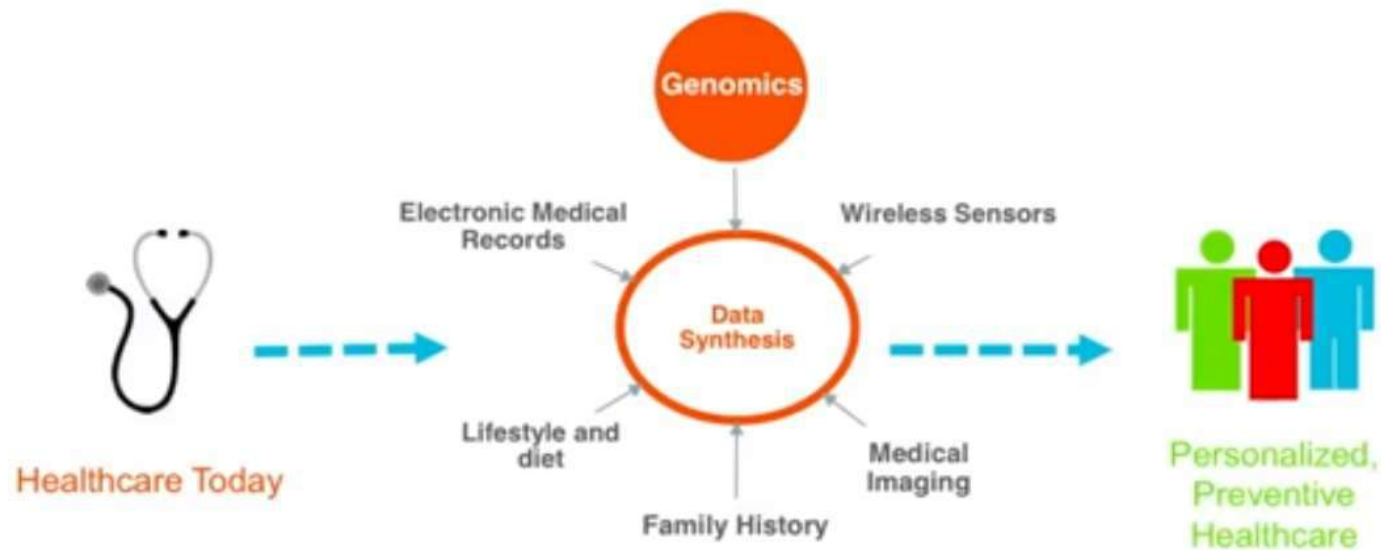 Genomics
Electronic Medical
Records
Wireless Sensors
Data
Synthesis
Lifestyle and
diet
Medical
Imaging
Family History
Healthcare Today
Personalized,
Preventive
Healthcare